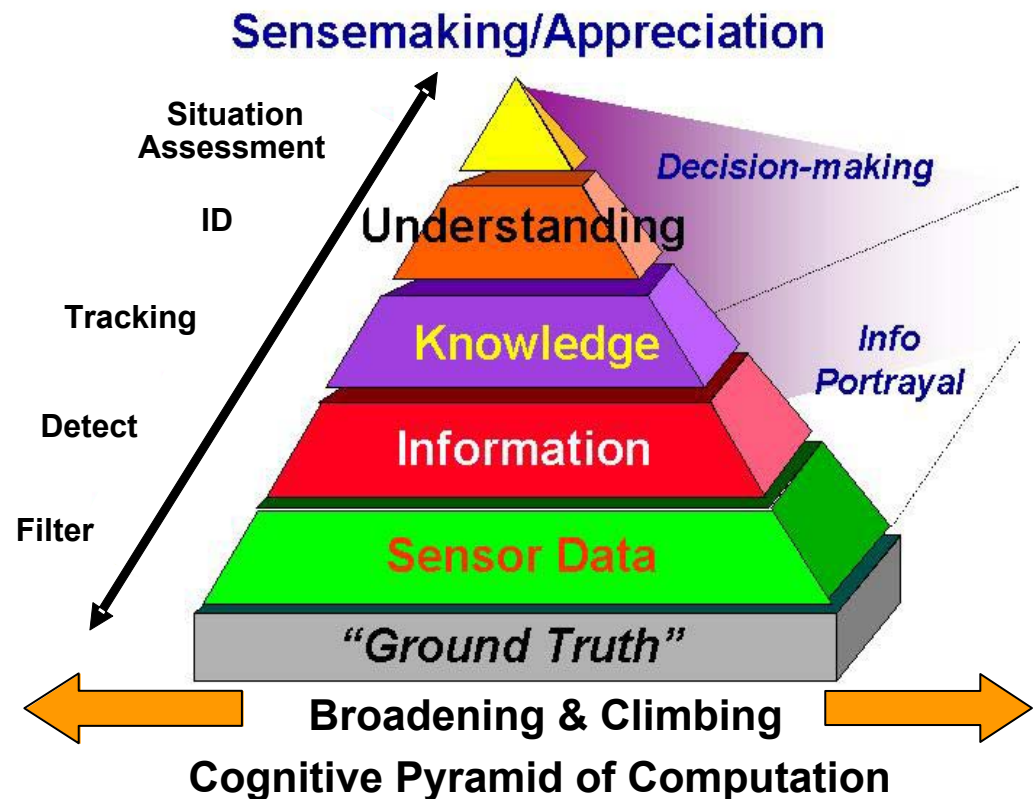 Sensemaking/Appreciation
Situation
Assessment
Decision-making
ID
Understanding
Tracking
Knowledge
Info
Portrayal
Detect
Information
Filter
Sensor Data
“Ground Truth”
Broadening & Climbing
Cognitive Pyramid of Computation